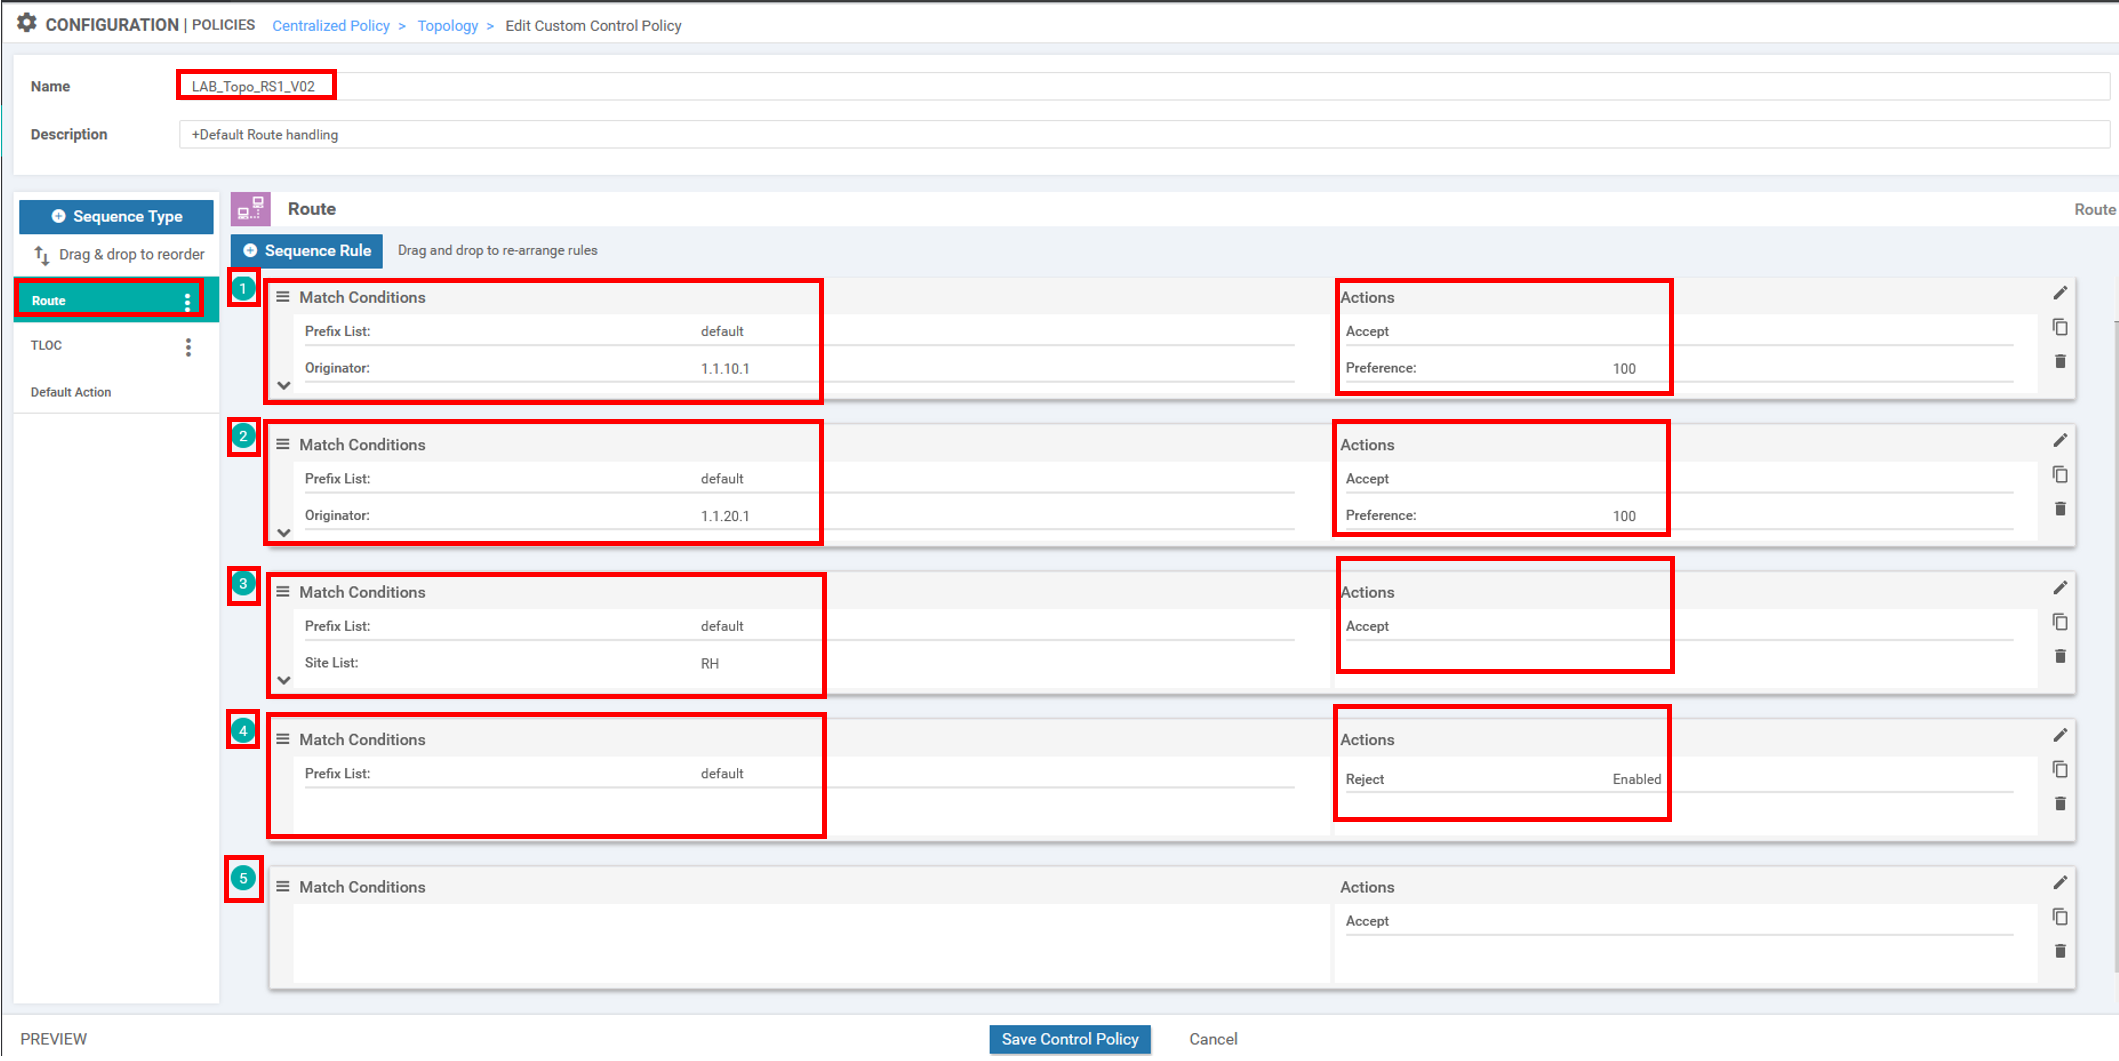 CONFIGURATION | POLICIES Centralized Policy > Topology > Edit Custom Control Policy
Name LAB_Topo_RS1_V02
Description +Default Route handling
Sequence Type
Drag & drop to reorder
Route
TLOC
Default Action
Route Route
Sequence Rule Drag and drop to re-arrange rules
1 Match Conditions Actions
Prefix List: default Accept
Originator: 1.1.10.1 Preference: 100
2 Match Conditions Actions
Prefix List: default Accept
Originator: 1.1.20.1 Preference: 100
3 Match Conditions Actions
Prefix List: default Accept
Site List: RH
4 Match Conditions Actions
Prefix List: default Reject Enabled
5 Match Conditions Actions
Accept
PREVIEW Save Control Policy Cancel